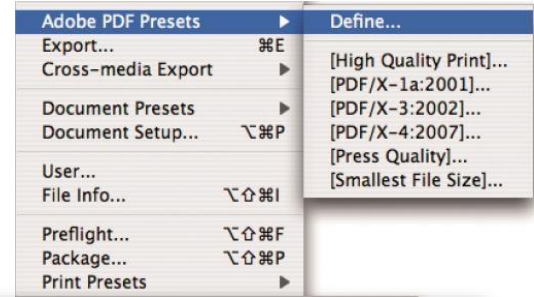 Adobe PDF Presets ▶
Export... ⌘E
Cross-media Export ▶
Document Presets ▶
Document Setup... ⌥⌘P
User...
File Info... ⌥⇧⌘I
Preflight... ⌥⇧⌘F
Package... ⌥⇧⌘P
Print Presets ▶
Define...
[High Quality Print]...
[PDF/X-1a:2001]...
[PDF/X-3:2002]...
[PDF/X-4:2007]...
[Press Quality]...
[Smallest File Size]...